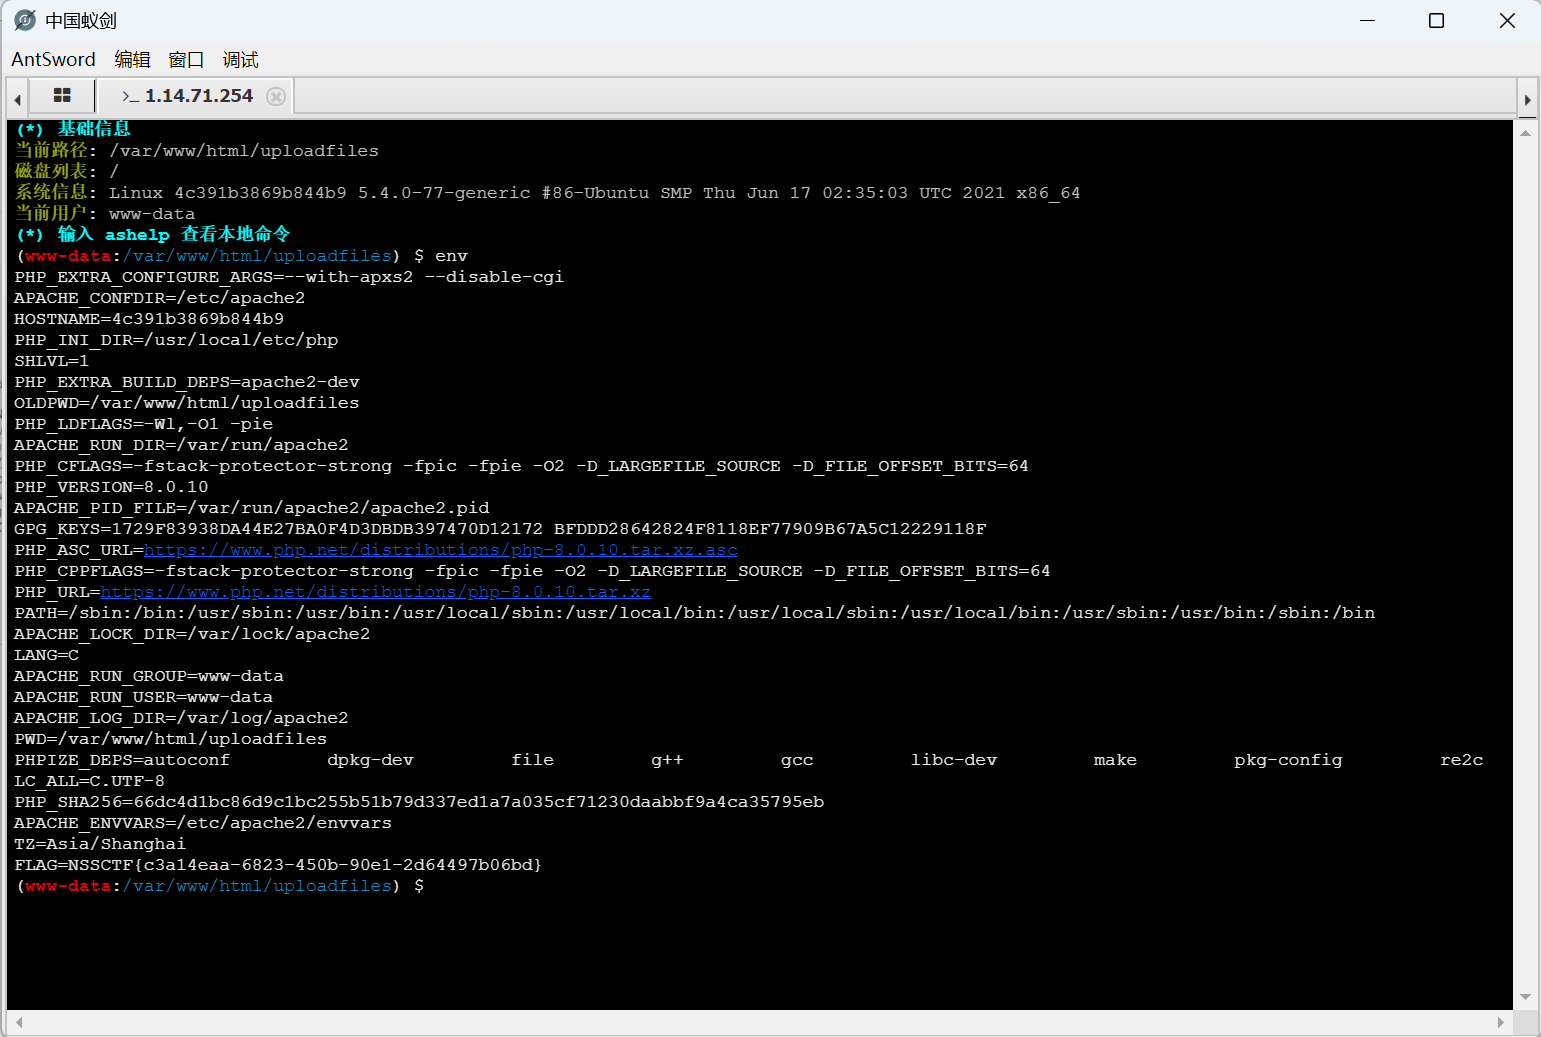 中国蚁剑
AntSword 编辑 窗口 调试
>_ 1.14.71.254
(*) 基础信息
当前路径: /var/www/html/uploadfiles
磁盘列表: /
系统信息: Linux 4c391b3869b844b9 5.4.0-77-generic #86-Ubuntu SMP Thu Jun 17 02:35:03 UTC 2021 x86_64
当前用户: www-data
(*) 输入 ashelp 查看本地命令
(www-data:/var/www/html/uploadfiles) $ env
PHP_EXTRA_CONFIGURE_ARGS=--with-apxs2 --disable-cgi
APACHE_CONFDIR=/etc/apache2
HOSTNAME=4c391b3869b844b9
PHP_INI_DIR=/usr/local/etc/php
SHLVL=1
PHP_EXTRA_BUILD_DEPS=apache2-dev
OLDPWD=/var/www/html/uploadfiles
PHP_LDFLAGS=-Wl,-O1 -pie
APACHE_RUN_DIR=/var/run/apache2
PHP_CFLAGS=-fstack-protector-strong -fpic -fpie -O2 -D_LARGEFILE_SOURCE -D_FILE_OFFSET_BITS=64
PHP_VERSION=8.0.10
APACHE_PID_FILE=/var/run/apache2/apache2.pid
GPG_KEYS=1729F83938DA44E27BA0F4D3DBDB397470D12172 BFDDD28642824F8118EF77909B67A5C12229118F
PHP_ASC_URL=https://www.php.net/distributions/php-8.0.10.tar.xz.asc
PHP_CPPFLAGS=-fstack-protector-strong -fpic -fpie -O2 -D_LARGEFILE_SOURCE -D_FILE_OFFSET_BITS=64
PHP_URL=https://www.php.net/distributions/php-8.0.10.tar.xz
PATH=/sbin:/bin:/usr/sbin:/usr/bin:/usr/local/sbin:/usr/local/bin:/usr/local/sbin:/usr/local/bin:/usr/sbin:/usr/bin:/sbin:/bin
APACHE_LOCK_DIR=/var/lock/apache2
LANG=C
APACHE_RUN_GROUP=www-data
APACHE_RUN_USER=www-data
APACHE_LOG_DIR=/var/log/apache2
PWD=/var/www/html/uploadfiles
PHPIZE_DEPS=autoconf dpkg-dev file g++ gcc libc-dev make pkg-config re2c
LC_ALL=C.UTF-8
PHP_SHA256=66dc4d1bc86d9c1bc255b51b79d337ed1a7a035cf71230daabbf9a4ca35795eb
APACHE_ENVVARS=/etc/apache2/envvars
TZ=Asia/Shanghai
FLAG=NSSCTF{c3a14eaa-6823-450b-90e1-2d64497b06bd}
(www-data:/var/www/html/uploadfiles) $